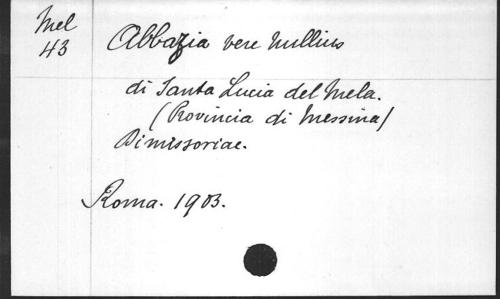 Mel
43
Abbazia vere Nullius
di Santa Lucia del Mela.
(Provincia di Messina)
Dimissoriae.
Roma. 1903.